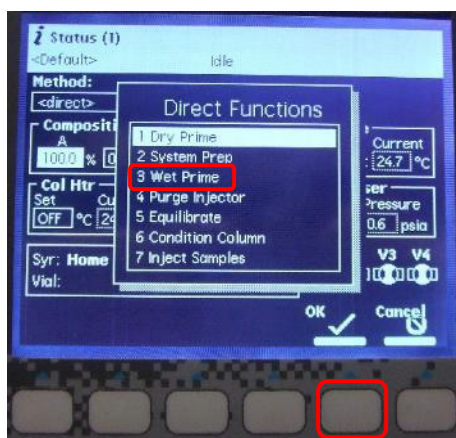 i Status (1)
<Default> Idle
Method:
<direct>
Direct Functions
1 Dry Prime
2 System Prep
3 Wet Prime
4 Purge Injector
5 Equilibrate
6 Condition Column
7 Inject Samples
Compositi
A
100.0 %
Current
24.7 °C
Col Htr
Set
OFF °C
Pressure
0.6 psia
Syr: Home
Vial:
V3 V4
OK
Cancel